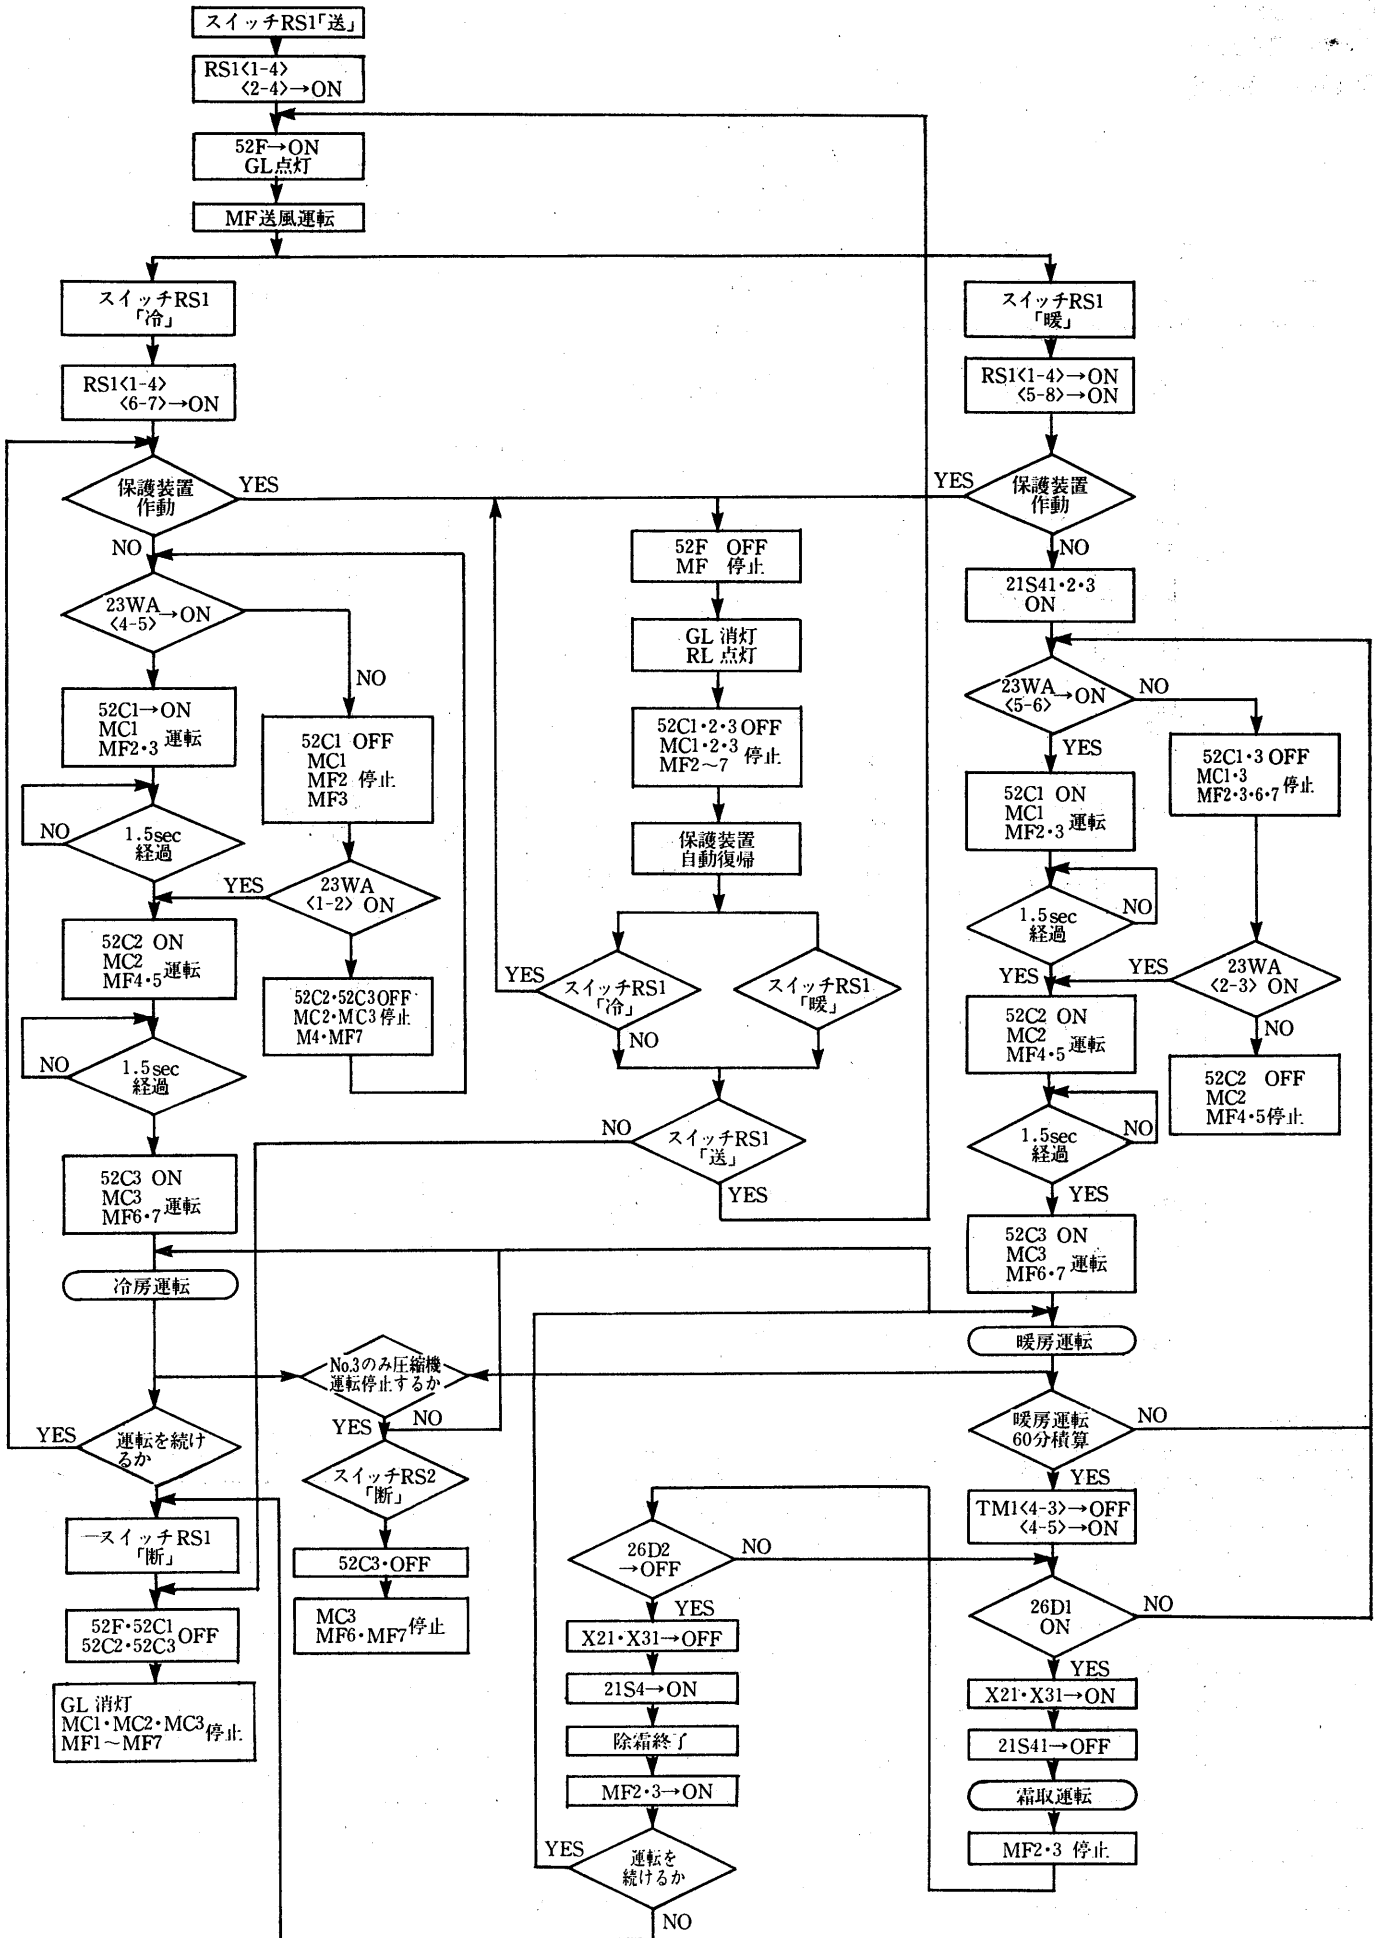 スイッチRS1「送」
RS1〈1-4〉
〈2-4〉→ON
52F→ON
GL点灯
MF送風運転
スイッチRS1
「冷」
RS1〈1-4〉
〈6-7〉→ON
保護装置
作動
YES
NO
23WA
〈4-5〉→ON
NO
52C1→ON
MC1
MF2・3 運転
52C1 OFF
MC1
MF2 停止
MF3
NO
1.5sec
経過
YES
23WA
〈1-2〉 ON
52C2 ON
MC2
MF4・5 運転
52C2・52C3 OFF
MC2・MC3 停止
M4・MF7
NO
1.5sec
経過
52C3 ON
MC3
MF6・7 運転
冷房運転
YES
運転を続け
るか
一スイッチRS1
「断」
52F・52C1
52C2・52C3 OFF
GL 消灯
MC1・MC2・MC3 停止
MF1～MF7
52F OFF
MF 停止
GL 消灯
RL 点灯
52C1・2・3 OFF
MC1・2・3 停止
MF2～7
保護装置
自動復帰
YES
スイッチRS1
「冷」
NO
スイッチRS1
「暖」
NO
スイッチRS1
「送」
YES
No.3のみ圧縮機
運転停止するか
YES
NO
スイッチRS2
「断」
52C3・OFF
MC3
MF6・MF7 停止
スイッチRS1
「暖」
RS1〈1-4〉→ON
〈5-8〉→ON
YES
保護装置
作動
NO
21S41・2・3
ON
23WA
〈5-6〉→ON
NO
YES
52C1・3 OFF
MC1・3
MF2・3・6・7 停止
52C1 ON
MC1
MF2・3 運転
1.5sec
経過
NO
YES
YES
23WA
〈2-3〉 ON
NO
52C2 ON
MC2
MF4・5 運転
52C2 OFF
MC2
MF4・5停止
1.5sec
経過
NO
YES
52C3 ON
MC3
MF6・7 運転
暖房運転
暖房運転
60分積算
NO
YES
TM1〈4-3〉→OFF
〈4-5〉→ON
26D1
ON
NO
YES
X21・X31→ON
21S41→OFF
霜取運転
MF2・3 停止
26D2
→OFF
NO
YES
X21・X31→OFF
21S4→ON
除霜終了
MF2・3→ON
YES
運転を
続けるか
NO